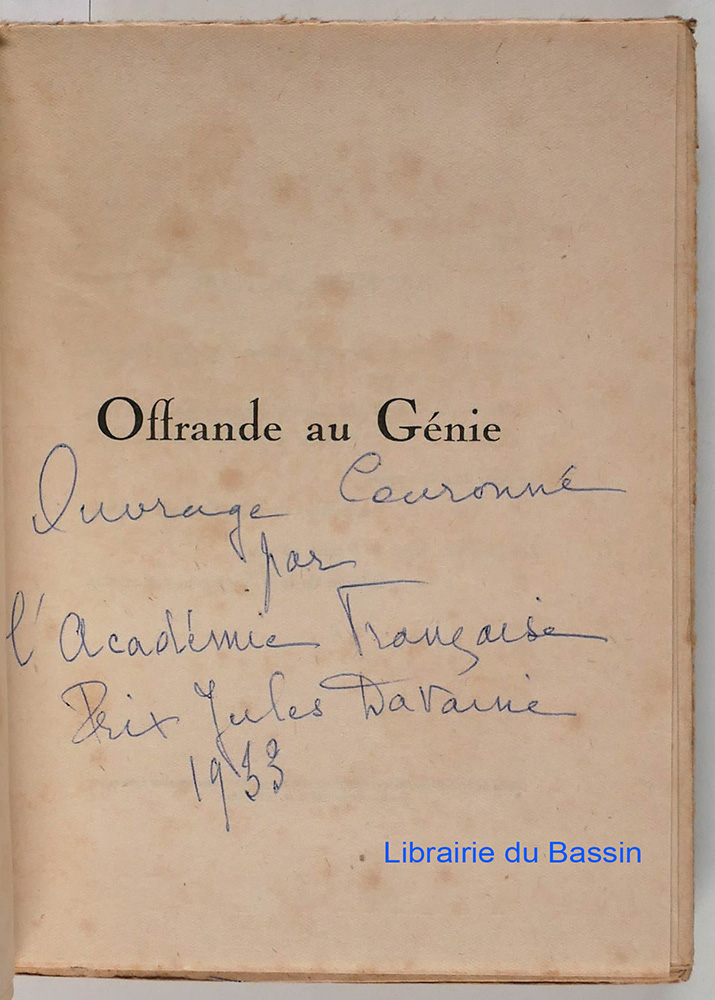 Offrande au Génie
Ouvrage Couronné
par
l'Académie Française
Prix Jules Davaine
1933
Librairie du Bassin